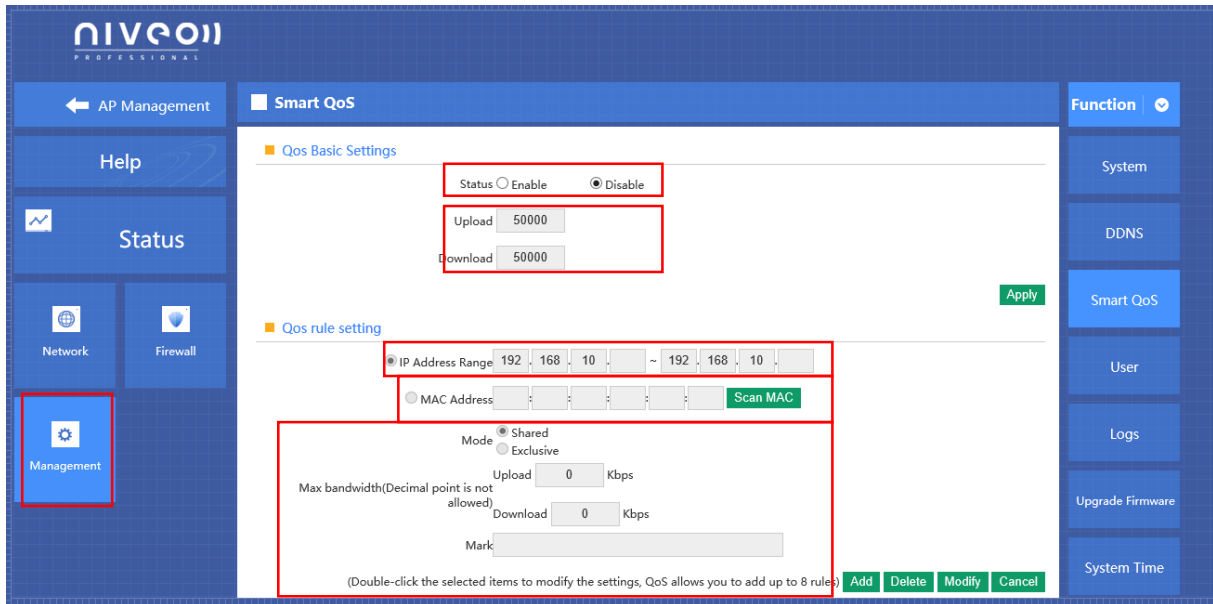 niveo
PROFESSIONAL
AP Management
Help
Status
Network
Firewall
Management
Smart QoS
Qos Basic Settings
Status Enable Disable
Upload 50000
Download 50000
Apply
Qos rule setting
IP Address Range 192 . 168 . 10 . ~ 192 . 168 . 10 .
MAC Address : : : : : Scan MAC
Mode Shared
Exclusive
Max bandwidth(Decimal point is not
allowed)
Upload 0 Kbps
Download 0 Kbps
Mark
(Double-click the selected items to modify the settings, QoS allows you to add up to 8 rules) Add Delete Modify Cancel
Function
System
DDNS
Smart QoS
User
Logs
Upgrade Firmware
System Time